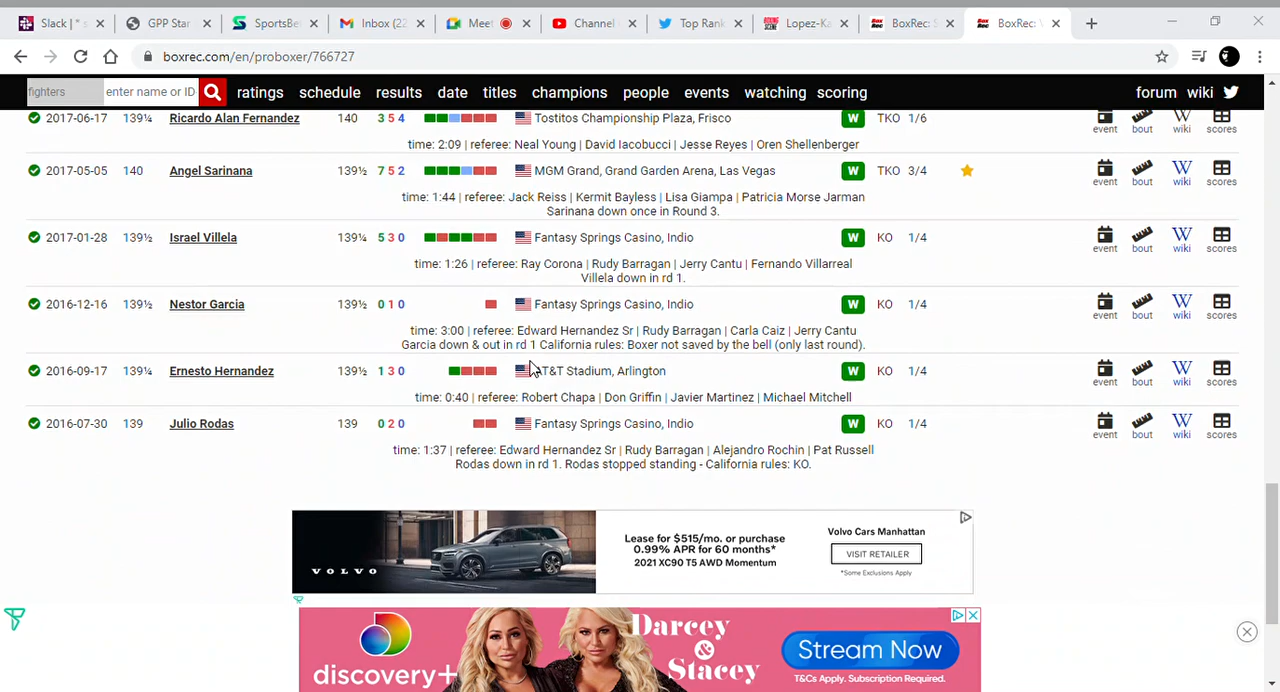 Slack | * s
GPP Star
SportsBe
Inbox (22
Meet
Channel
Top Rank
BOXING SCENE
Lopez-Ka
Box Rec
BoxRec: S
Box Rec
BoxRec: V
boxrec.com/en/proboxer/766727
fighters enter name or ID ratings schedule results date titles champions people events watching scoring forum wiki
2017-06-17 139¼ Ricardo Alan Fernandez 140 3 5 4 Tostitos Championship Plaza, Frisco W TKO 1/6 event bout wiki scores
time: 2:09 | referee: Neal Young | David Iacobucci | Jesse Reyes | Oren Shellenberger
2017-05-05 140 Angel Sarinana 139½ 7 5 2 MGM Grand, Grand Garden Arena, Las Vegas W TKO 3/4 W event bout wiki scores
time: 1:44 | referee: Jack Reiss | Kermit Bayless | Lisa Giampa | Patricia Morse Jarman
Sarinana down once in Round 3.
2017-01-28 139½ Israel Villela 139¼ 5 3 0 Fantasy Springs Casino, Indio W KO 1/4 W event bout wiki scores
time: 1:26 | referee: Ray Corona | Rudy Barragan | Jerry Cantu | Fernando Villarreal
Villela down in rd 1.
2016-12-16 139½ Nestor Garcia 139½ 0 1 0 Fantasy Springs Casino, Indio W KO 1/4 W event bout wiki scores
time: 3:00 | referee: Edward Hernandez Sr | Rudy Barragan | Carla Caiz | Jerry Cantu
Garcia down & out in rd 1 California rules: Boxer not saved by the bell (only last round).
2016-09-17 139¼ Ernesto Hernandez 139½ 1 3 0 AT&T Stadium, Arlington W KO 1/4 W event bout wiki scores
time: 0:40 | referee: Robert Chapa | Don Griffin | Javier Martinez | Michael Mitchell
2016-07-30 139 Julio Rodas 139 0 2 0 Fantasy Springs Casino, Indio W KO 1/4 W event bout wiki scores
time: 1:37 | referee: Edward Hernandez Sr | Rudy Barragan | Alejandro Rochin | Pat Russell
Rodas down in rd 1. Rodas stopped standing - California rules: KO.
VOLVO
Lease for $515/mo. or purchase
0.99% APR for 60 months*
2021 XC90 T5 AWD Momentum
Volvo Cars Manhattan
VISIT RETAILER
*Some Exclusions Apply
discovery+
Darcey
&
Stacey
Stream Now
T&Cs Apply. Subscription Required.